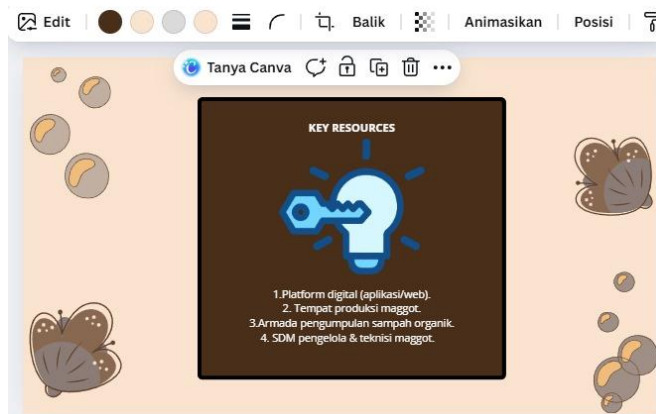 Edit
Balik
Animasikan
Posisi
Tanya Canva
KEY RESOURCES
1.Platform digital (aplikasi/web).
2. Tempat produksi maggot.
3.Armada pengumpulan sampah organik.
4. SDM pengelola & teknisi maggot.